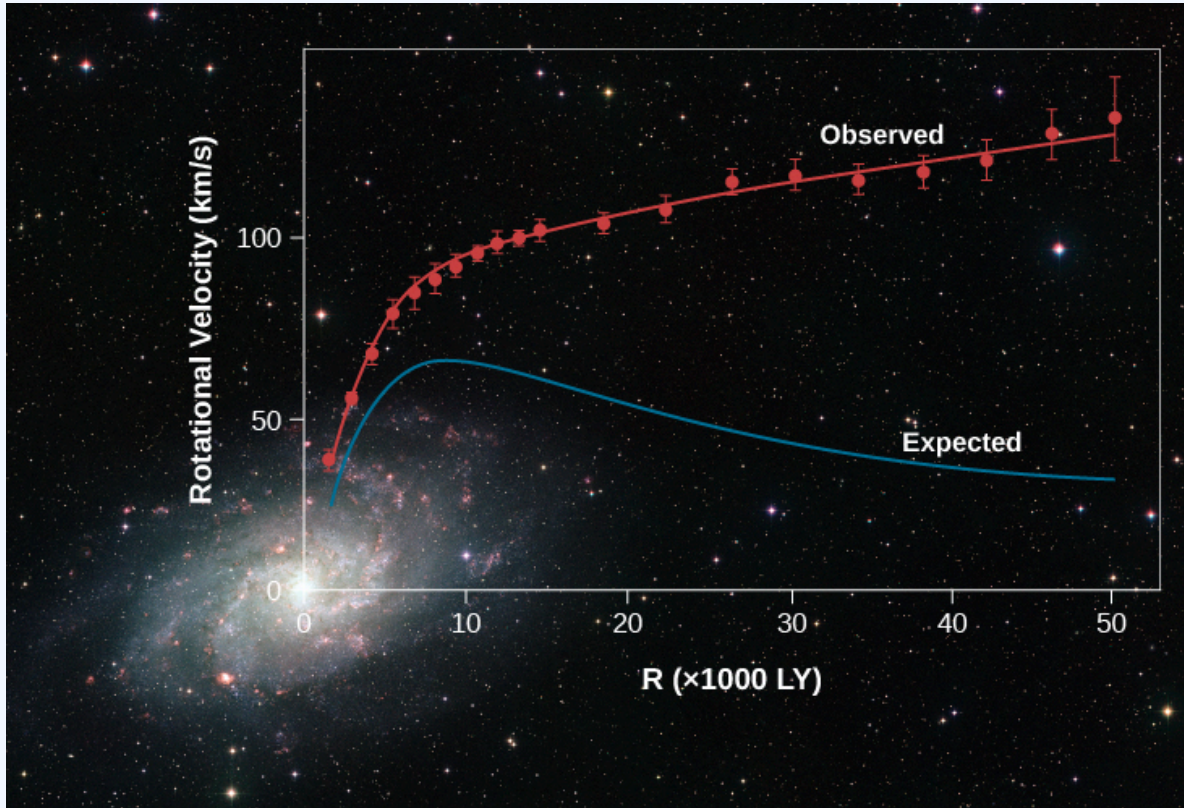 Observed
Rotational Velocity (km/s)
100
Expected
50
0
0 10 20 30 40 50
R (×1000 LY)